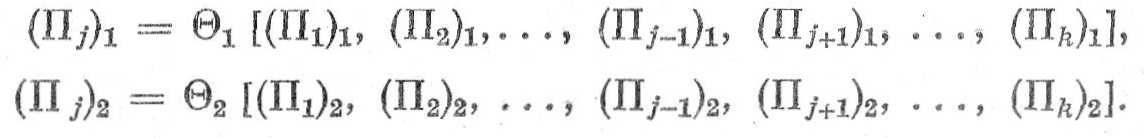 (Π_j)_1 = Θ_1 [(Π_1)_1, (Π_2)_1, . . . , (Π_{j−1})_1, (Π_{j+1})_1, . . . , (Π_k)_1],
(Π_j)_2 = Θ_2 [(Π_1)_2, (Π_2)_2, . . . , (Π_{j−1})_2, (Π_{j+1})_2, . . . , (Π_k)_2].